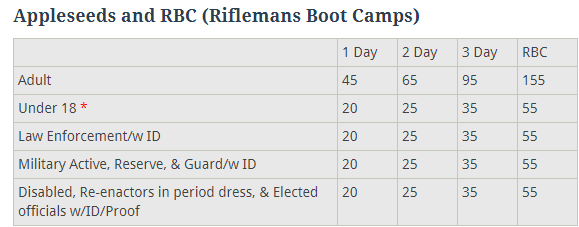 Appleseeds and RBC (Riflemans Boot Camps)
1 Day 2 Day 3 Day RBC
Adult 45 65 95 155
Under 18 * 20 25 35 55
Law Enforcement/w ID 20 25 35 55
Military Active, Reserve, & Guard/w ID 20 25 35 55
Disabled, Re-enactors in period dress, & Elected 20 25 35 55
officials w/ID/Proof